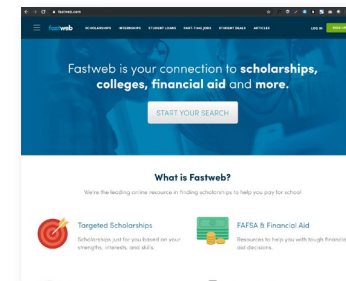 fastweb.com
fastweb SCHOLARSHIPS INTERNSHIPS STUDENT LOANS PART-TIME JOBS STUDENT DEALS ARTICLES LOG IN SIGN UP
Fastweb is your connection to scholarships,
colleges, financial aid and more.
START YOUR SEARCH
What is Fastweb?
We're the leading online resource in finding scholarships to help you pay for school.
Targeted Scholarships
Scholarships just for you based on your
strengths, interests, and skills.
FAFSA & Financial Aid
Resources to help you with tough financial
aid decisions.